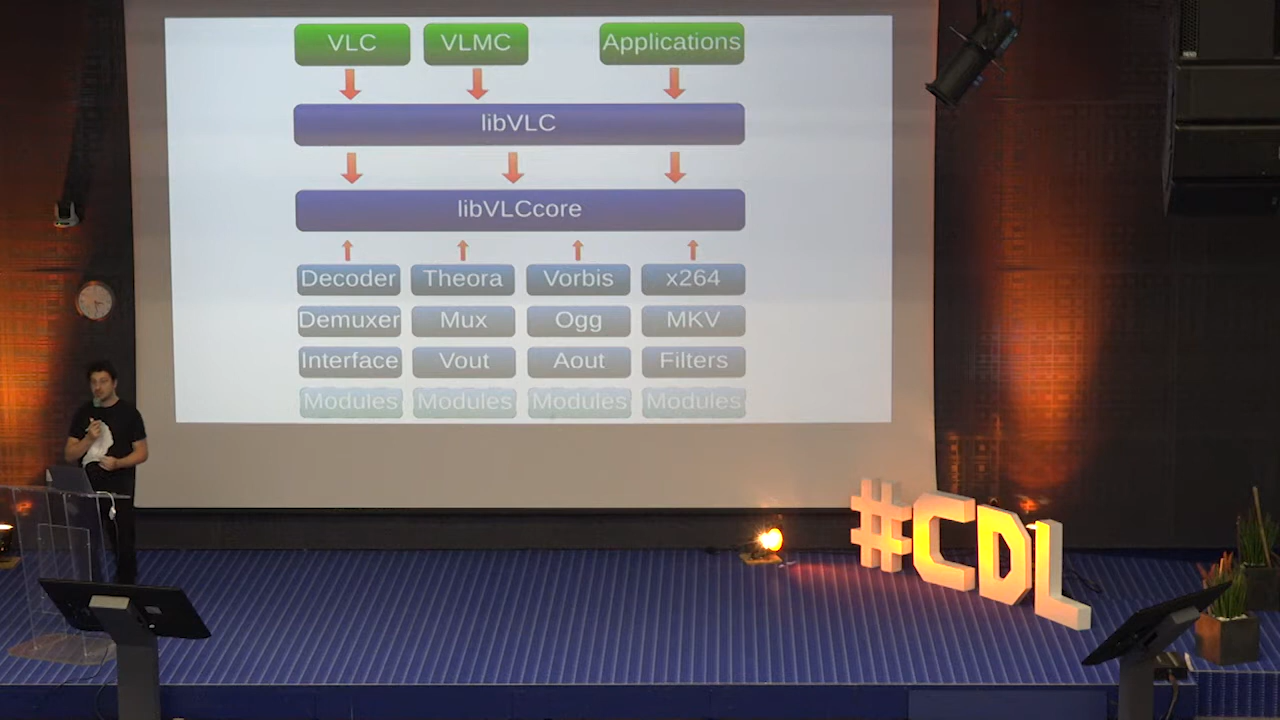 VLC VLMC Applications
libVLC
libVLCcore
Decoder Theora Vorbis x264
Demuxer Mux Ogg MKV
Interface Vout Aout Filters
Modules Modules Modules Modules
#CDL